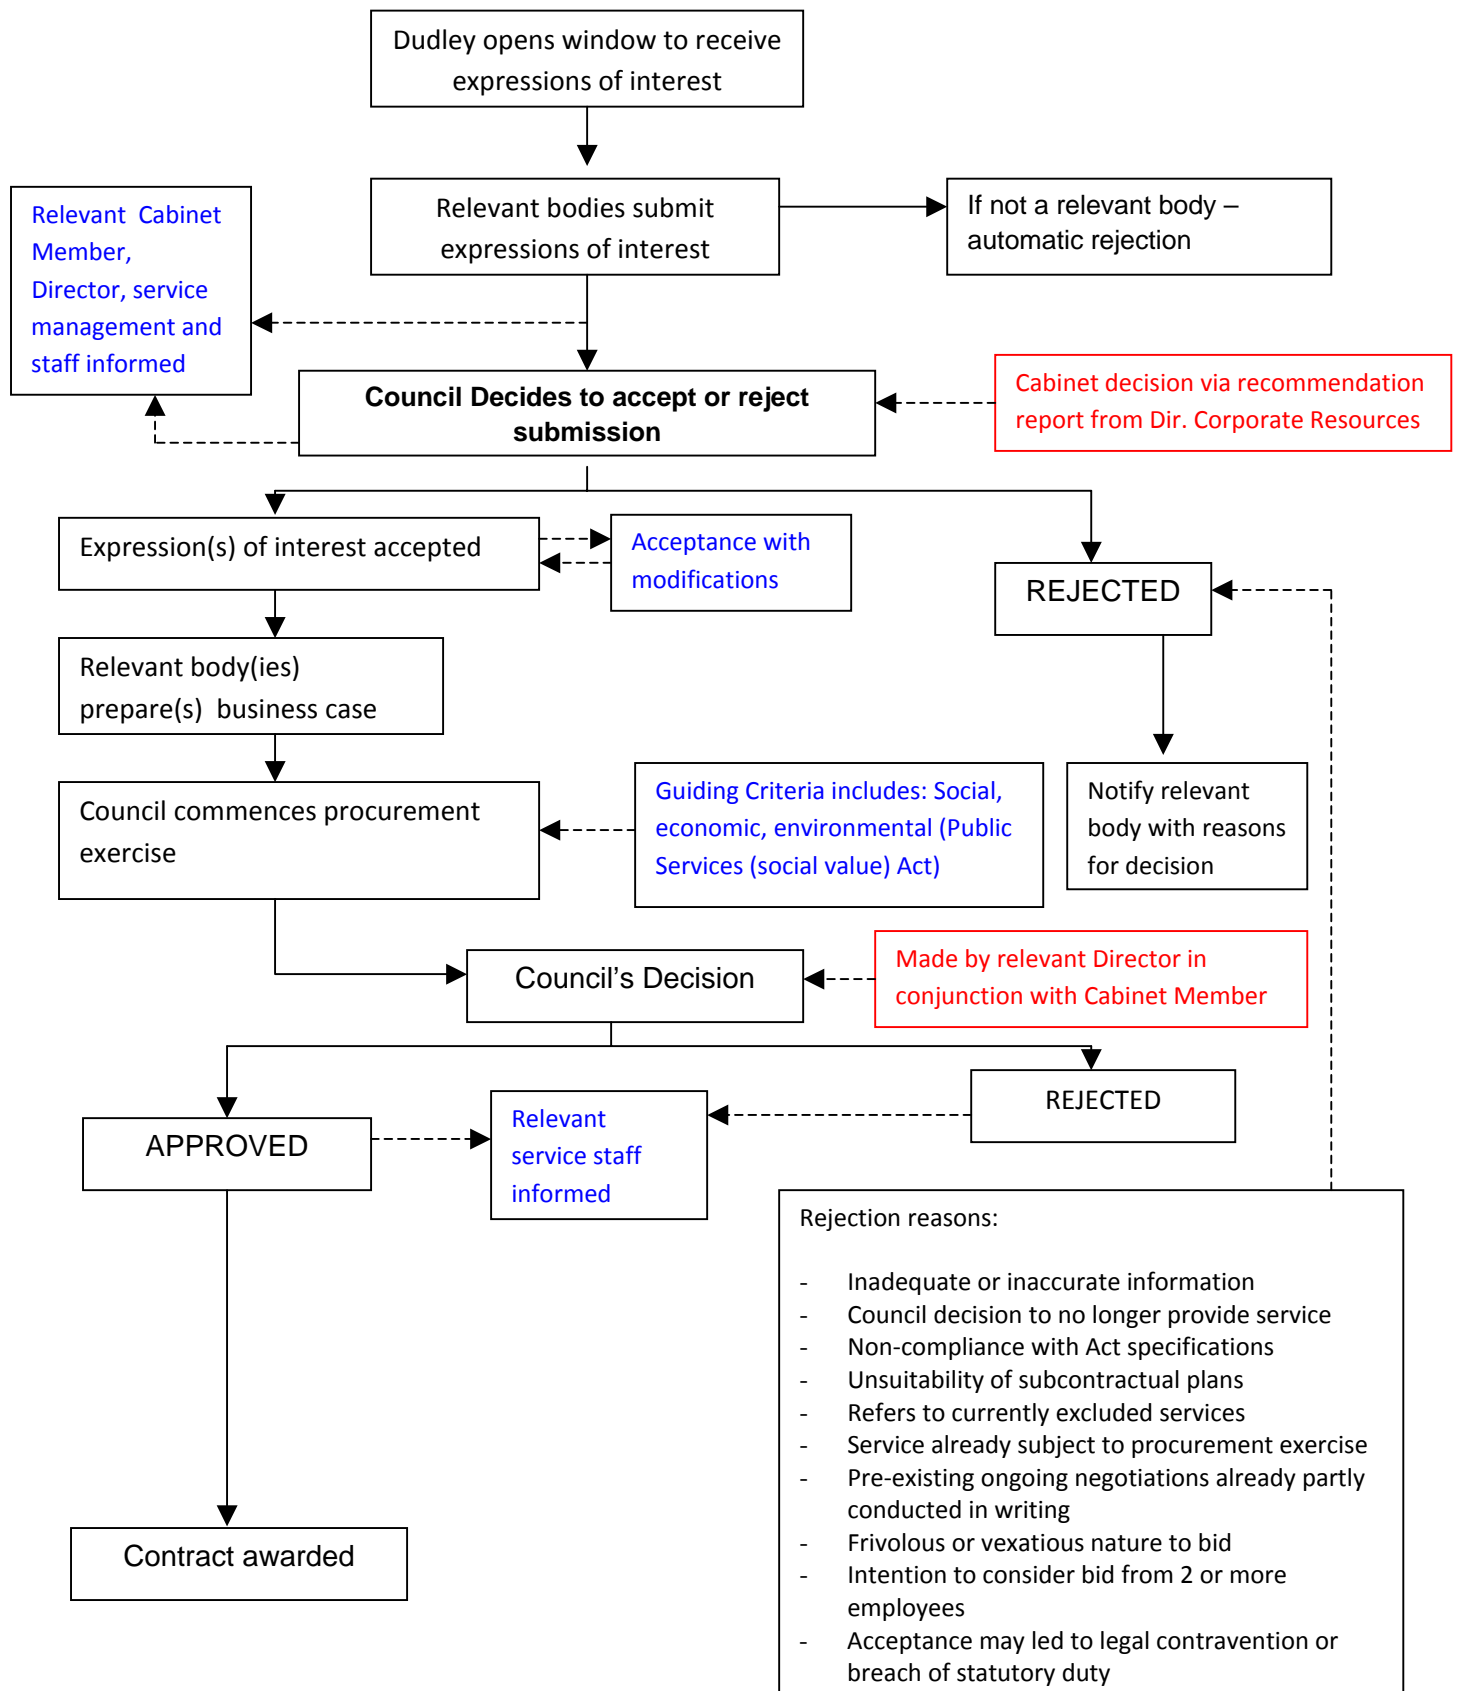 Dudley opens window to receive
expressions of interest
Relevant bodies submit
expressions of interest
If not a relevant body –
automatic rejection
Relevant Cabinet
Member,
Director, service
management and
staff informed
Council Decides to accept or reject
submission
Cabinet decision via recommendation
report from Dir. Corporate Resources
Expression(s) of interest accepted
Acceptance with
modifications
REJECTED
Relevant body(ies)
prepare(s) business case
Council commences procurement
exercise
Guiding Criteria includes: Social,
economic, environmental (Public
Services (social value) Act)
Notify relevant
body with reasons
for decision
Council’s Decision
Made by relevant Director in
conjunction with Cabinet Member
APPROVED
Relevant
service staff
informed
REJECTED
Contract awarded
Rejection reasons:
- Inadequate or inaccurate information
- Council decision to no longer provide service
- Non-compliance with Act specifications
- Unsuitability of subcontractual plans
- Refers to currently excluded services
- Service already subject to procurement exercise
- Pre-existing ongoing negotiations already partly
conducted in writing
- Frivolous or vexatious nature to bid
- Intention to consider bid from 2 or more
employees
- Acceptance may led to legal contravention or
breach of statutory duty